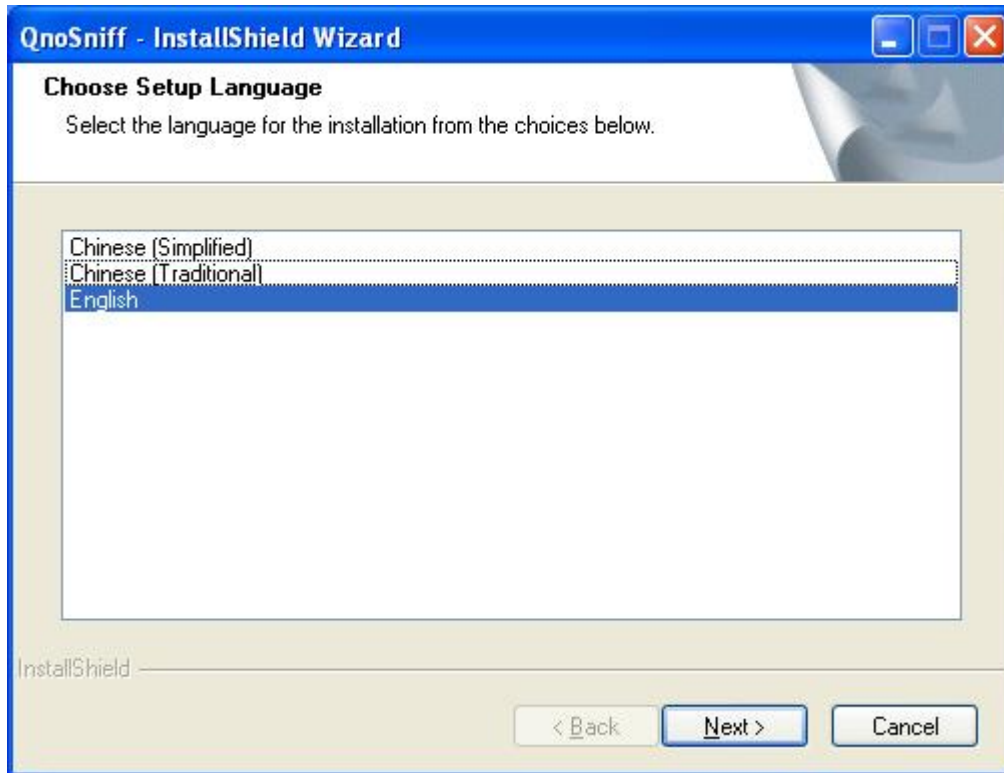 QnoSniff - InstallShield Wizard
Choose Setup Language
Select the language for the installation from the choices below.
Chinese (Simplified)
Chinese (Traditional)
English
InstallShield
< Back Next > Cancel